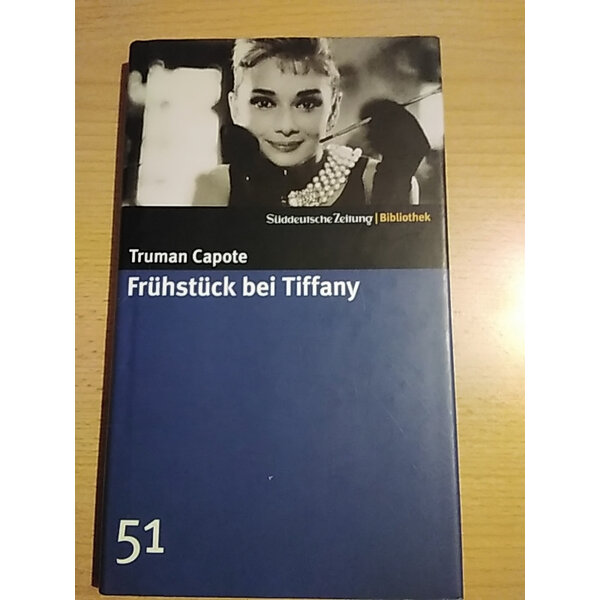 Süddeutsche Zeitung | Bibliothek
Truman Capote
Frühstück bei Tiffany
51